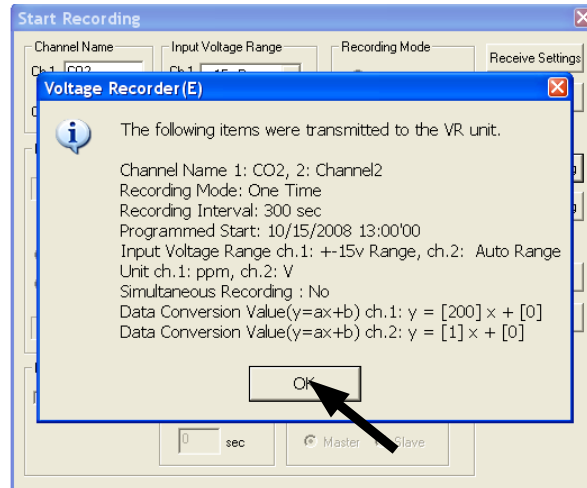 Start Recording
Channel Name
Input Voltage Range
Recording Mode
Receive Settings
Ch.1 CO2
Ch.1
Voltage Recorder(E)
The following items were transmitted to the VR unit.
Channel Name 1: CO2, 2: Channel2
Recording Mode: One Time
Recording Interval: 300 sec
Programmed Start: 10/15/2008 13:00'00
Input Voltage Range ch.1: +-15v Range, ch.2: Auto Range
Unit ch.1: ppm, ch.2: V
Simultaneous Recording : No
Data Conversion Value(y=ax+b) ch.1: y = [200] x + [0]
Data Conversion Value(y=ax+b) ch.2: y = [1] x + [0]
OK
0 sec
Master Slave